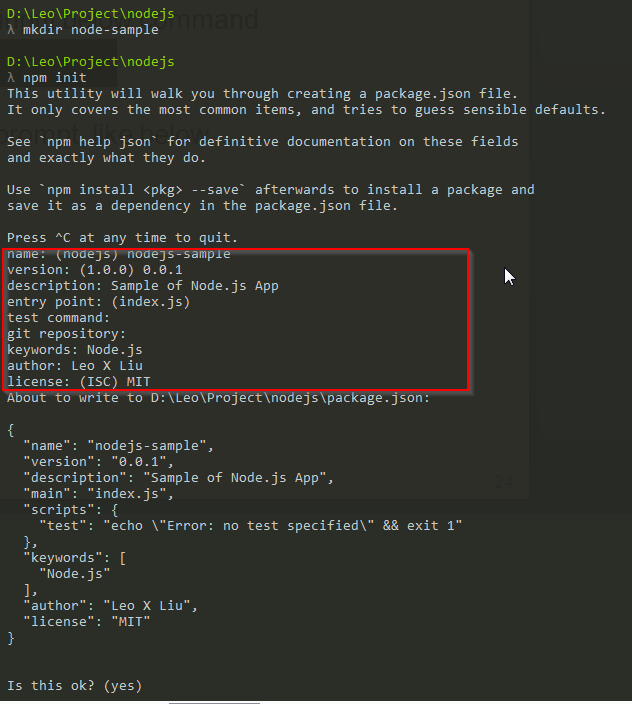 D:\Leo\Project\nodejs
λ mkdir node-sample
D:\Leo\Project\nodejs
λ npm init
This utility will walk you through creating a package.json file.
It only covers the most common items, and tries to guess sensible defaults.
See `npm help json` for definitive documentation on these fields
and exactly what they do.
Use `npm install <pkg> --save` afterwards to install a package and
save it as a dependency in the package.json file.
Press ^C at any time to quit.
name: (nodejs) nodejs-sample
version: (1.0.0) 0.0.1
description: Sample of Node.js App
entry point: (index.js)
test command:
git repository:
keywords: Node.js
author: Leo X Liu
license: (ISC) MIT
About to write to D:\Leo\Project\nodejs\package.json:
{
  "name": "nodejs-sample",
  "version": "0.0.1",
  "description": "Sample of Node.js App",
  "main": "index.js",
  "scripts": {
    "test": "echo \"Error: no test specified\" && exit 1"
  },
  "keywords": [
    "Node.js"
  ],
  "author": "Leo X Liu",
  "license": "MIT"
}
Is this ok? (yes)